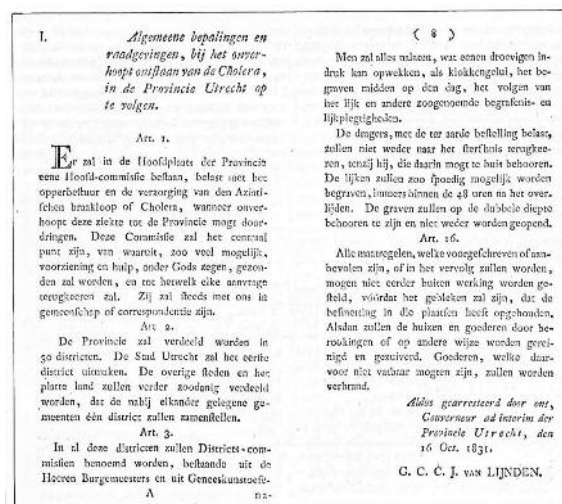 I. Algemeene bepalingen en
raadgevingen, bij het onver-
hoopt ontstaan van de Cholera,
in de Provincie Utrecht op
te volgen.
Art. 1.
Er zal in de Hoofdplaats der Provincie
eene Hoofd-commissie bestaan, belast met het
opperbestuur en de verzorging van den Aziati-
schen braakloop of Cholera, wanneer onver-
hoopt deze ziekte tot de Provincie mogt door-
dringen. Deze Commissie zal het centraal
punt zijn, van waaruit, zoo veel mogelijk,
voorziening en hulp, onder Gods zegen, gezon-
den zal worden, en tot hetwelk elke aanvrage
terugkeeren zal. Zij zal steeds met ons in
gemeenschap of correspondentie zijn.
Art. 2.
De Provincie zal verdeeld worden in
30 districten. De Stad Utrecht zal het eerste
district uitmaken. De overige steden en het
platte land zullen verder zoodanig verdeeld
worden, dat de nabij elkander gelegene ge-
meenten één district zullen zamenstellen.
Art. 3.
In al deze districten zullen Districts-com-
missien benoemd worden, bestaande uit de
Heeren Burgemeesters en uit Geneeskunstoefe-
A na-
( 8 )
Men zal alles nalaten, wat eenen droevigen in-
druk kan opwekken, als klokkengelui, het be-
graven midden op den dag, het volgen van
het lijk en andere zoogenoemde begrafenis- en
lijkplegtigheden.
De dragers, met de ter aarde bestelling belast,
zullen niet weder naar het sterfhuis terugkee-
ren, tenzij hij, die daarin mogt te huis behooren.
De lijken zullen zoo spoedig mogelijk worden
begraven, immers binnen de 48 uren na het over-
lijden. De graven zullen op de dubbele diepte
behooren te zijn en niet weder worden geopend.
Art. 16.
Alle maatregelen, welke voorgeschreven of aan-
bevolen zijn, of in het vervolg zullen worden,
mogen niet eerder buiten werking worden ge-
steld, vóórdat het gebleken zal zijn, dat de
besmetting in die plaatsen heeft opgehouden.
Alsdan zullen de huizen en goederen door be-
rookingen of op andere wijze worden gerei-
nigd en gezuiverd. Goederen, welke daar-
voor niet vatbaar mogten zijn, zullen worden
verbrand.
Aldus gearresteerd door ons,
Gouverneur ad interim der
Provincie Utrecht, den
16 Oct. 1831.
G. C. C. J. VAN LIJNDEN.